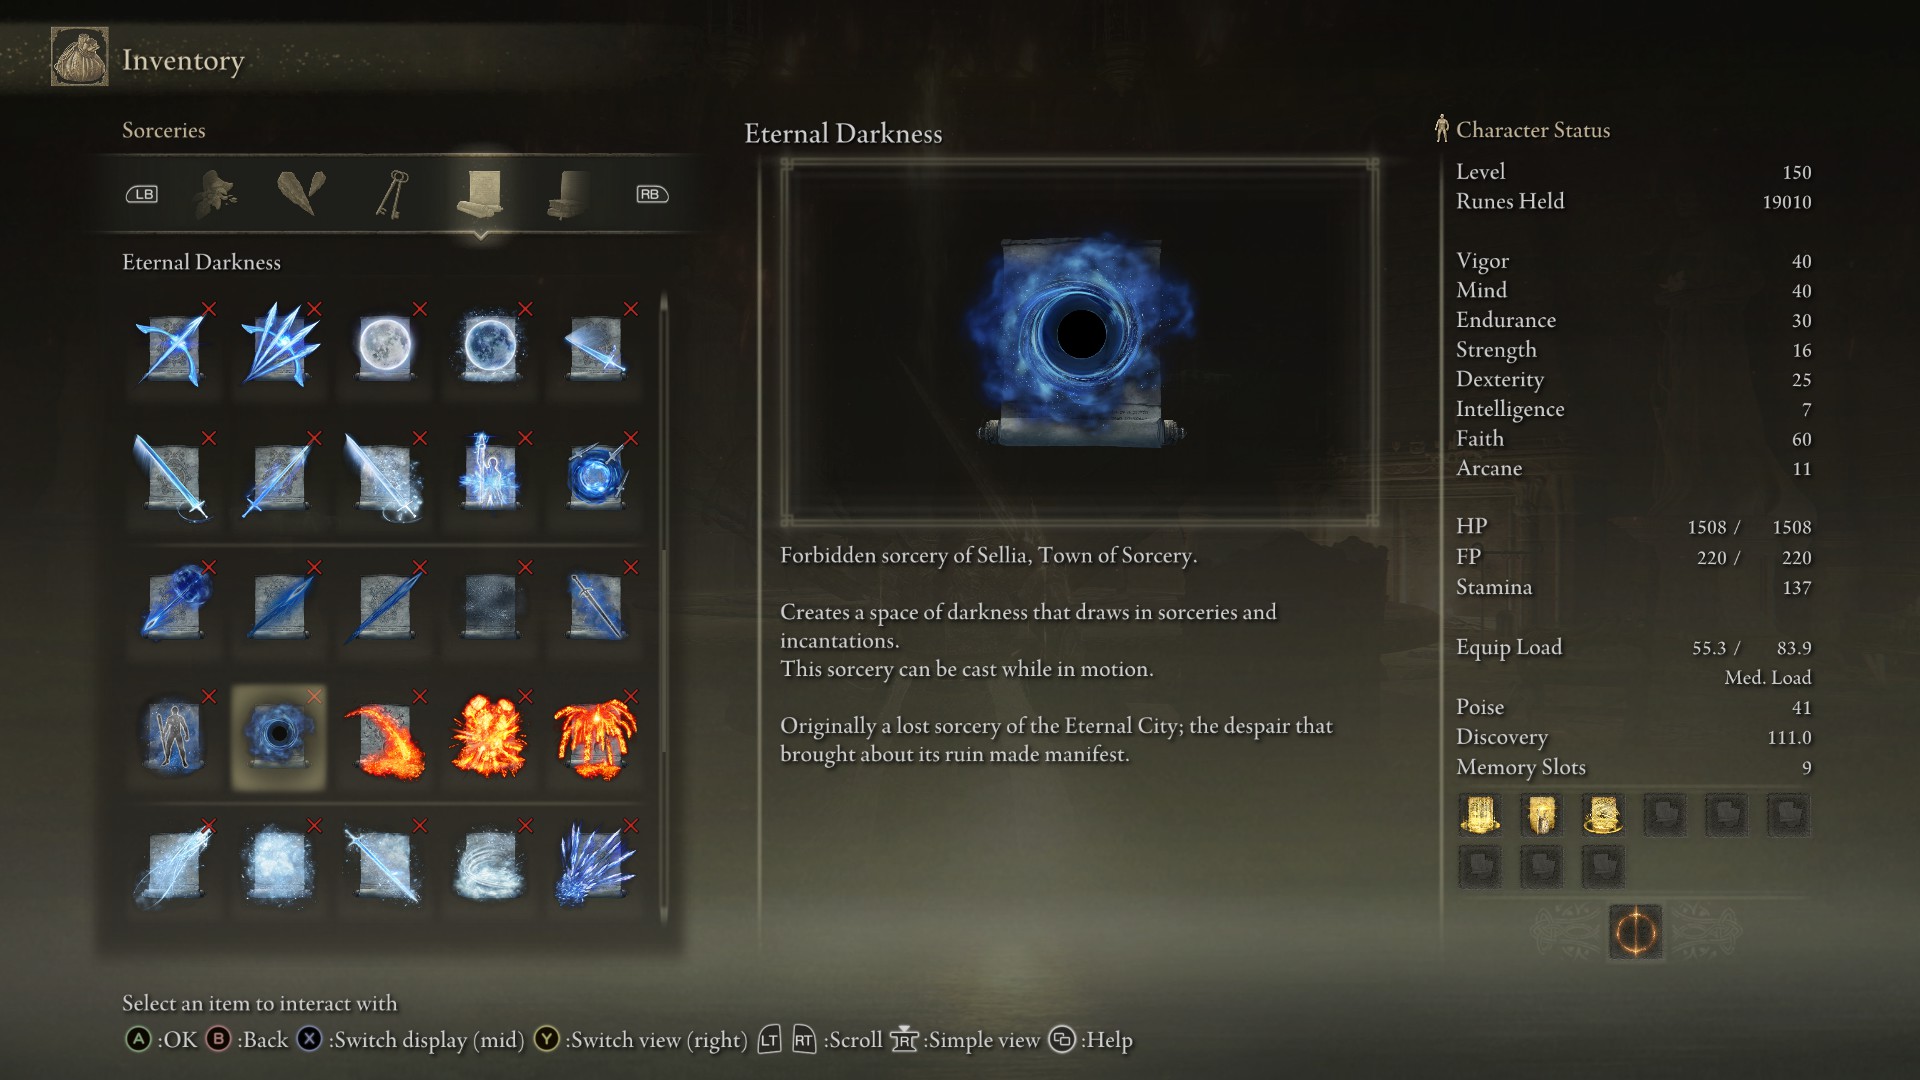 Inventory
Sorceries
LB
RB
Eternal Darkness
Eternal Darkness
Forbidden sorcery of Sellia, Town of Sorcery.
Creates a space of darkness that draws in sorceries and
incantations.
This sorcery can be cast while in motion.
Originally a lost sorcery of the Eternal City; the despair that
brought about its ruin made manifest.
Character Status
Level 150
Runes Held 19010
Vigor 40
Mind 40
Endurance 30
Strength 16
Dexterity 25
Intelligence 7
Faith 60
Arcane 11
HP 1508 / 1508
FP 220 / 220
Stamina 137
Equip Load 55.3 / 83.9
Med. Load
Poise 41
Discovery 111.0
Memory Slots 9
Select an item to interact with
A :OK B :Back X :Switch display (mid) Y :Switch view (right) LT RT :Scroll R :Simple view :Help